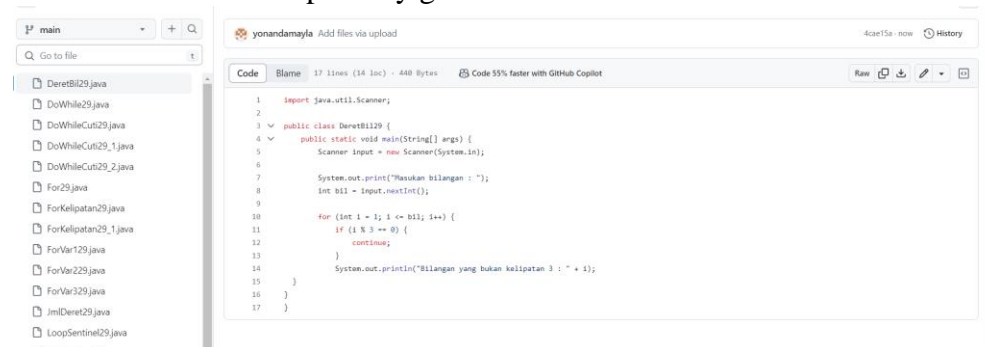 main
Go to file
t
DeretBil29.java
DoWhile29.java
DoWhileCuti29.java
DoWhileCuti29_1.java
DoWhileCuti29_2.java
For29.java
ForKelipatan29.java
ForKelipatan29_1.java
ForVar129.java
ForVar229.java
ForVar329.java
JmlDeret29.java
LoopSentinel29.java
yonandamayla Add files via upload
4cae15a · now History
Code Blame 17 lines (14 loc) · 440 Bytes Code 55% faster with GitHub Copilot Raw
1 import java.util.Scanner;
2
3 public class DeretBil29 {
4 public static void main(String[] args) {
5 Scanner input = new Scanner(System.in);
6
7 System.out.print("Masukan bilangan : ");
8 int bil = input.nextInt();
9
10 for (int i = 1; i <= bil; i++) {
11 if (i % 3 == 0) {
12 continue;
13 }
14 System.out.println("Bilangan yang bukan kelipatan 3 : " + i);
15 }
16 }
17 }